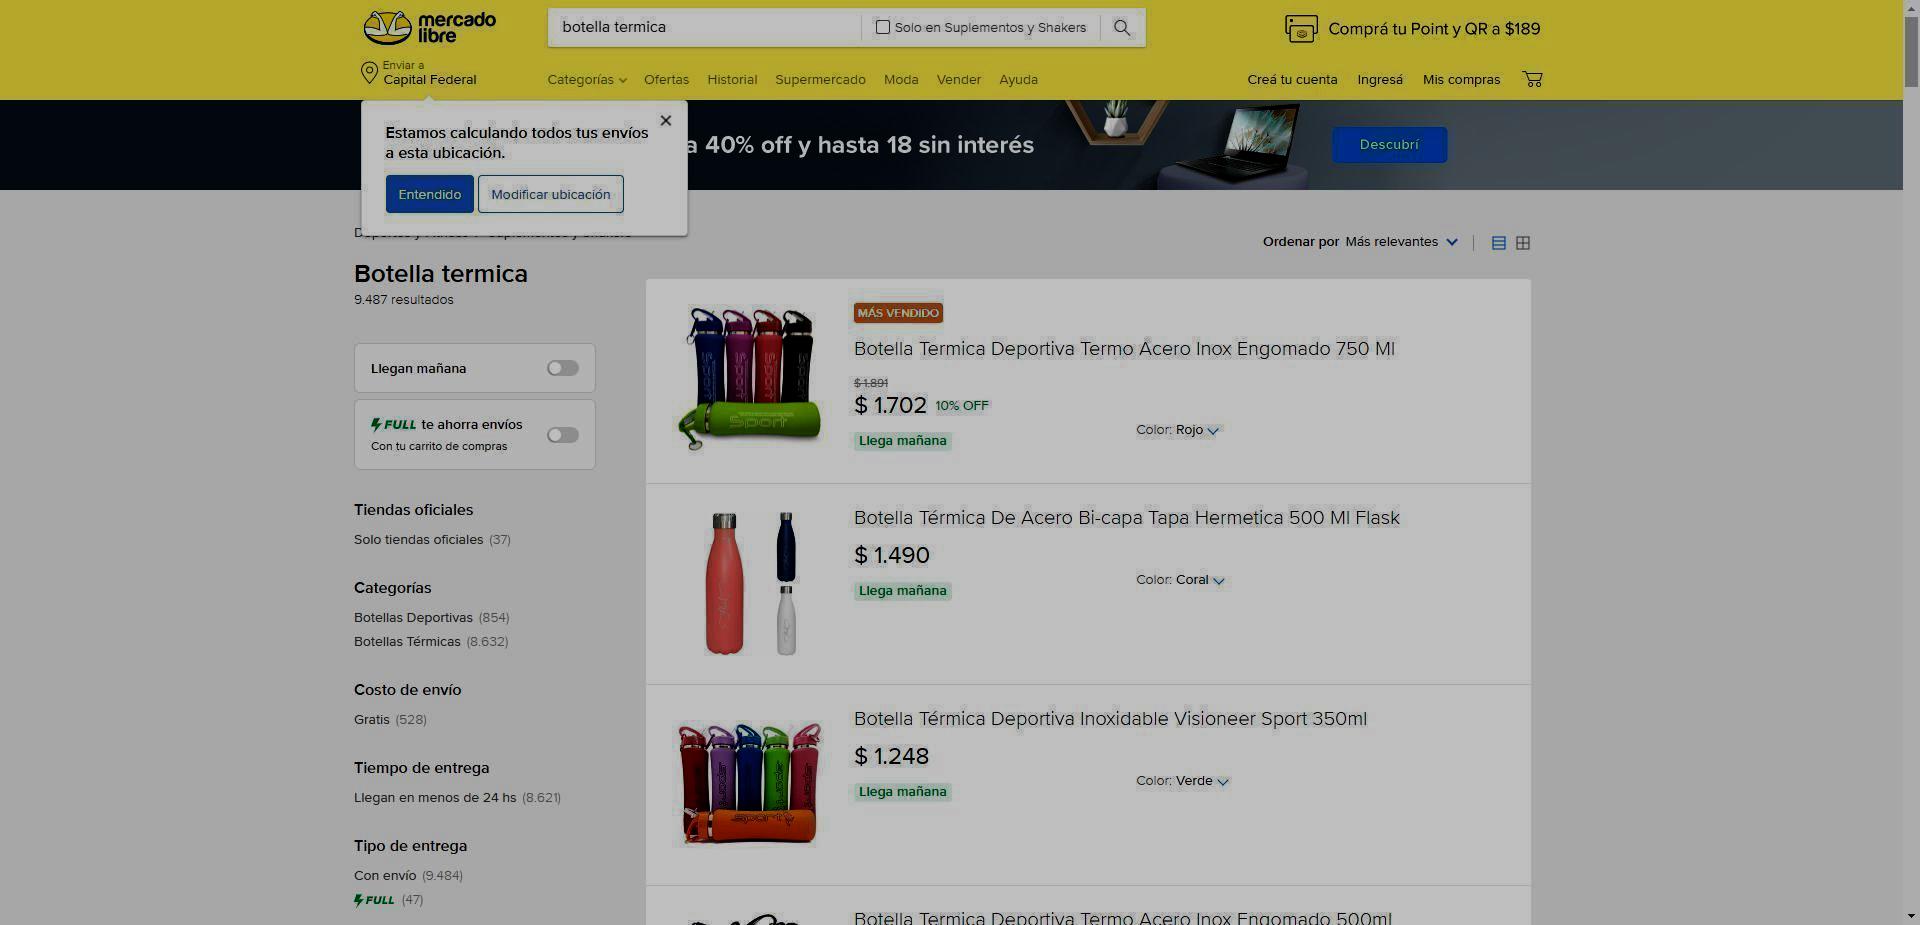 mercado
libre
botella termica
Solo en Suplementos y Shakers
Comprá tu Point y QR a $189
Enviar a
Capital Federal
Categorías
Ofertas
Historial
Supermercado
Moda
Vender
Ayuda
Creá tu cuenta
Ingresá
Mis compras
Estamos calculando todos tus envíos
a esta ubicación.
Entendido
Modificar ubicación
a 40% off y hasta 18 sin interés
Descubrí
Ordenar por Más relevantes
Botella termica
9.487 resultados
Llegan mañana
FULL te ahorra envíos
Con tu carrito de compras
Tiendas oficiales
Solo tiendas oficiales (37)
Categorías
Botellas Deportivas (854)
Botellas Térmicas (8.632)
Costo de envío
Gratis (528)
Tiempo de entrega
Llegan en menos de 24 hs (8.621)
Tipo de entrega
Con envío (9.484)
FULL (47)
MÁS VENDIDO
Botella Termica Deportiva Termo Acero Inox Engomado 750 Ml
$ 1.891
$ 1.702 10% OFF
Llega mañana
Color: Rojo
Sport
Botella Térmica De Acero Bi-capa Tapa Hermetica 500 Ml Flask
$ 1.490
Llega mañana
Color: Coral
Botella Térmica Deportiva Inoxidable Visioneer Sport 350ml
$ 1.248
Llega mañana
Color: Verde
Sport
Botella Termica Deportiva Termo Acero Inox Engomado 500ml